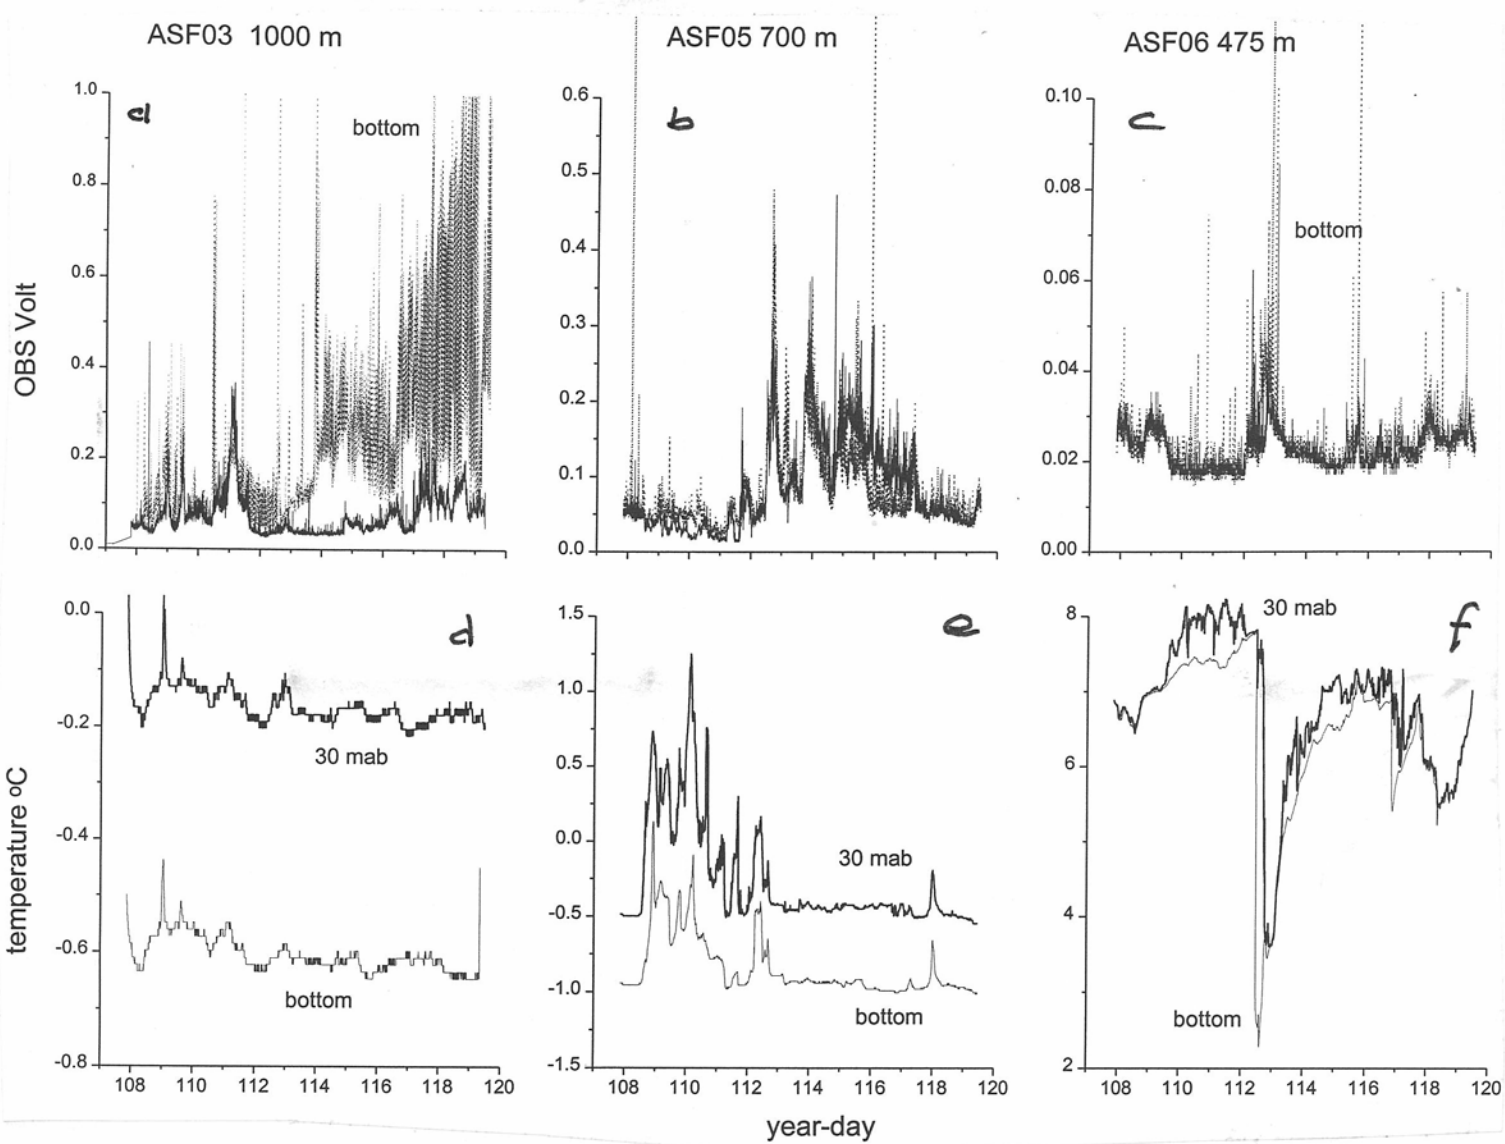 ASF03 1000 m
ASF05 700 m
ASF06 475 m
a
b
c
bottom
bottom
1.0
0.8
0.6
0.4
0.2
0.0
0.6
0.5
0.4
0.3
0.2
0.1
0.0
0.10
0.08
0.06
0.04
0.02
0.00
OBS Volt
108 110 112 114 116 118 120
108 110 112 114 116 118 120
108 110 112 114 116 118 120
0.0
-0.2
-0.4
-0.6
-0.8
1.5
1.0
0.5
0.0
-0.5
-1.0
-1.5
8
6
4
2
d
e
f
30 mab
30 mab
30 mab
bottom
bottom
bottom
temperature ºC
year-day